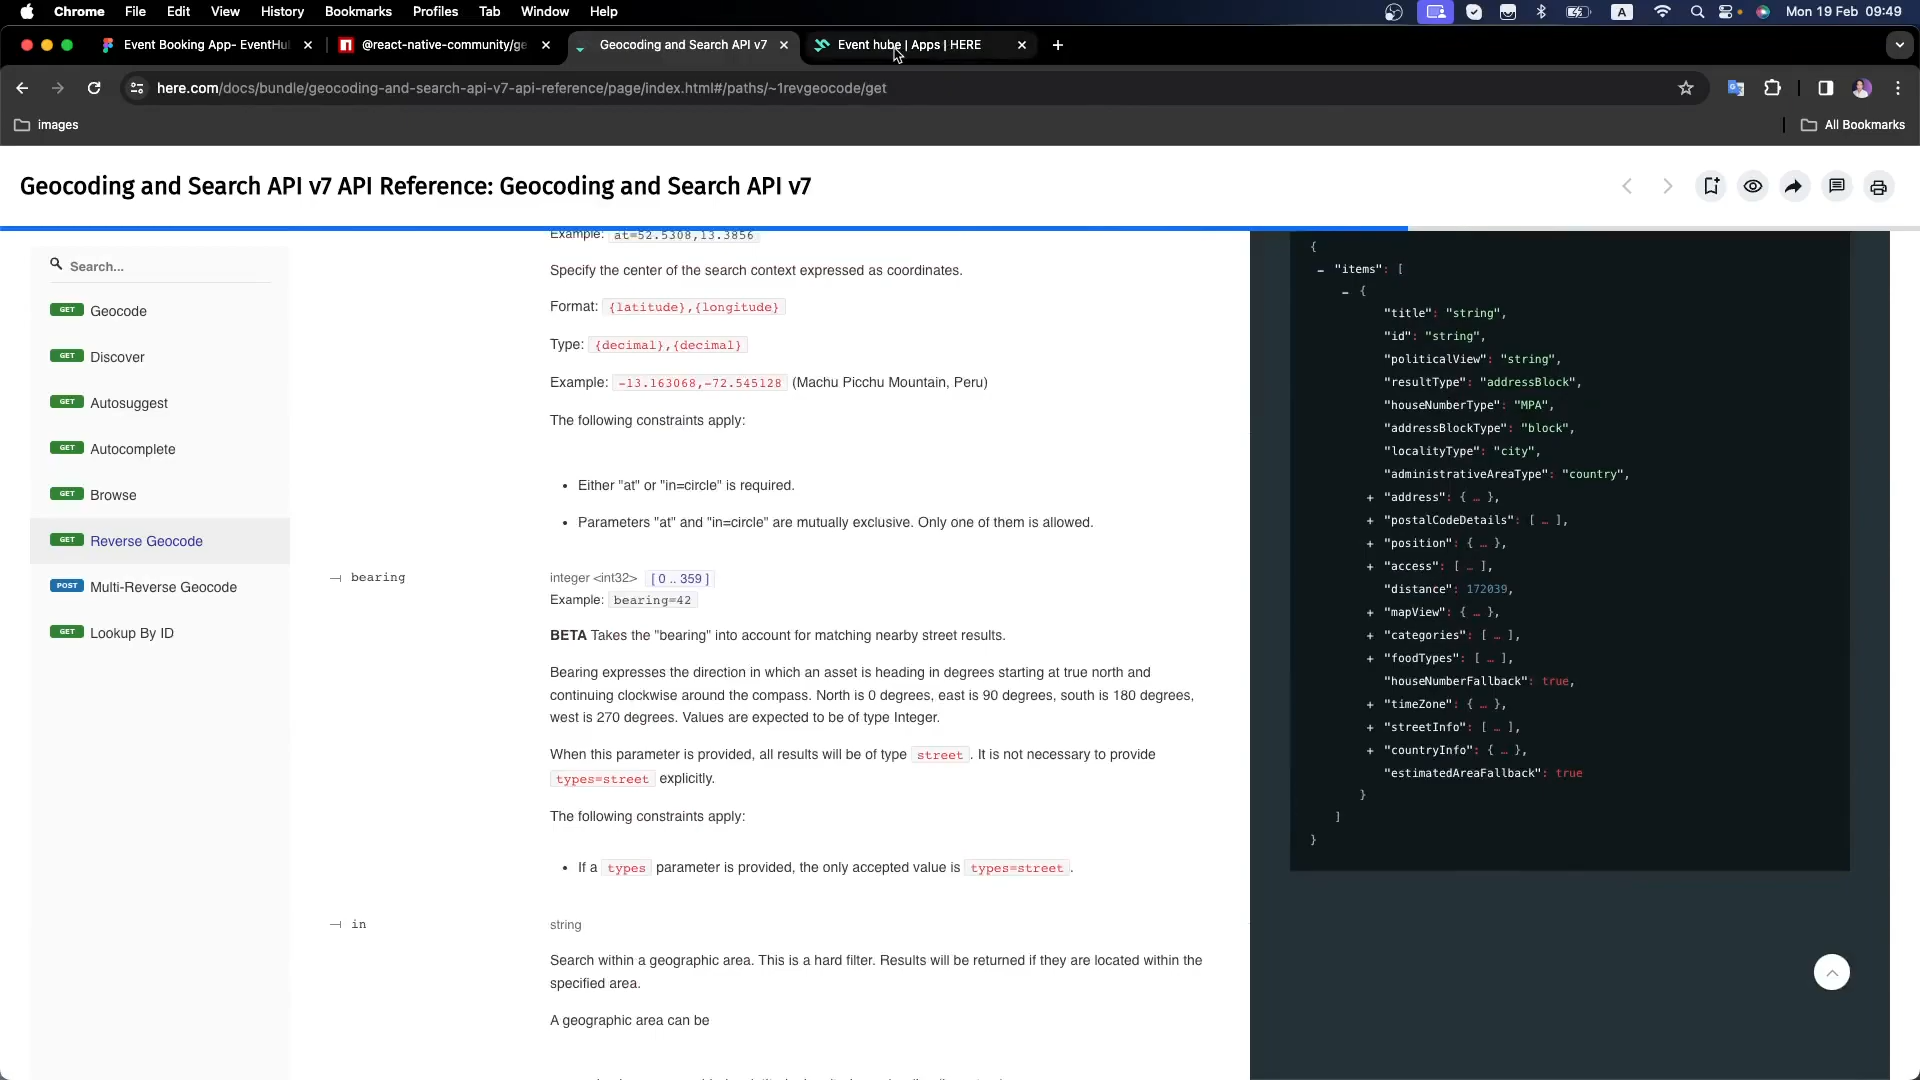 Chrome File Edit View History Bookmarks Profiles Tab Window Help A Mon 19 Feb 09:49
Event Booking App- EventHu @react-native-community/ge Geocoding and Search API v7 Event hube | Apps | HERE
here.com/docs/bundle/geocoding-and-search-api-v7-api-reference/page/index.html#/paths/~1revgeocode/get
images All Bookmarks
Geocoding and Search API v7 API Reference: Geocoding and Search API v7
Search...
GET Geocode
GET Discover
GET Autosuggest
GET Autocomplete
GET Browse
GET Reverse Geocode
POST Multi-Reverse Geocode
GET Lookup By ID
Example: at=52.5308,13.3856
Specify the center of the search context expressed as coordinates.
Format: {latitude},{longitude}
Type: {decimal},{decimal}
Example: -13.163068,-72.545128 (Machu Picchu Mountain, Peru)
The following constraints apply:
• Either "at" or "in=circle" is required.
• Parameters "at" and "in=circle" are mutually exclusive. Only one of them is allowed.
bearing
integer <int32> [ 0 .. 359 ]
Example: bearing=42
BETA Takes the "bearing" into account for matching nearby street results.
Bearing expresses the direction in which an asset is heading in degrees starting at true north and
continuing clockwise around the compass. North is 0 degrees, east is 90 degrees, south is 180 degrees,
west is 270 degrees. Values are expected to be of type Integer.
When this parameter is provided, all results will be of type street. It is not necessary to provide
types=street explicitly.
The following constraints apply:
• If a types parameter is provided, the only accepted value is types=street.
in
string
Search within a geographic area. This is a hard filter. Results will be returned if they are located within the
specified area.
A geographic area can be
{
- "items": [
- {
"title": "string",
"id": "string",
"politicalView": "string",
"resultType": "addressBlock",
"houseNumberType": "MPA",
"addressBlockType": "block",
"localityType": "city",
"administrativeAreaType": "country",
+ "address": { … },
+ "postalCodeDetails": [ … ],
+ "position": { … },
+ "access": [ … ],
"distance": 172039,
+ "mapView": { … },
+ "categories": [ … ],
+ "foodTypes": [ … ],
"houseNumberFallback": true,
+ "timeZone": { … },
+ "streetInfo": [ … ],
+ "countryInfo": { … },
"estimatedAreaFallback": true
}
]
}